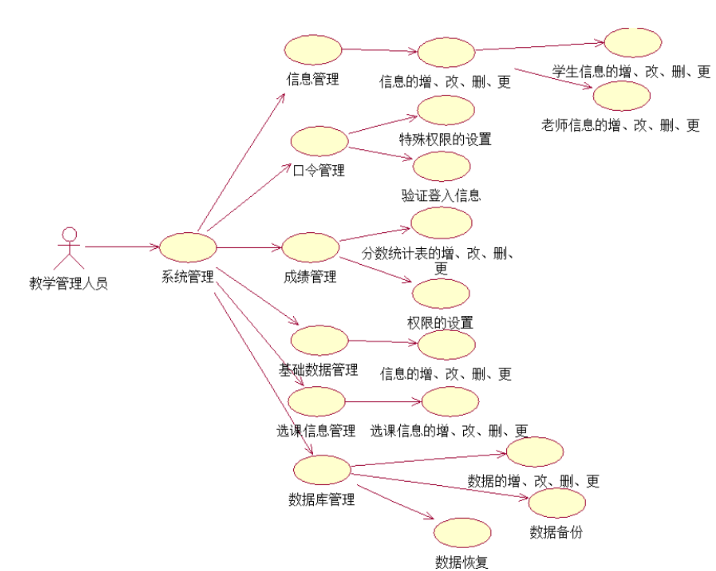 信息管理
信息的增、改、删、更
学生信息的增、改、删、更
老师信息的增、改、删、更
口令管理
特殊权限的设置
验证登入信息
教学管理人员
系统管理
成绩管理
分数统计表的增、改、删、
更
权限的设置
基础数据管理
信息的增、改、删、更
选课信息管理
选课信息的增、改、删、更
数据库管理
数据的增、改、删、更
数据备份
数据恢复